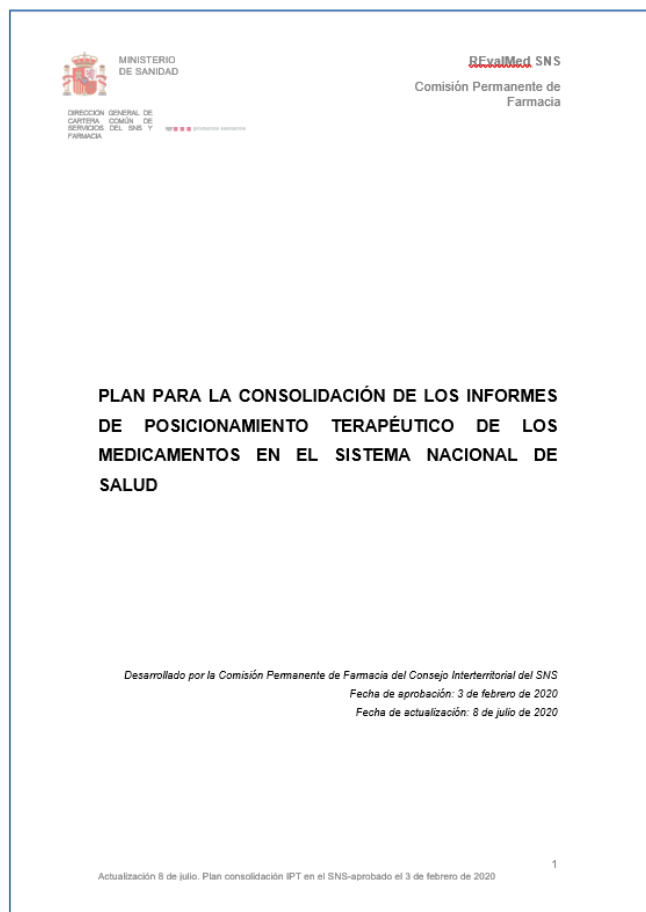 MINISTERIO
DE SANIDAD
REvalMed SNS
Comisión Permanente de
Farmacia
DIRECCIÓN GENERAL DE
CARTERA COMÚN DE
SERVICIOS DEL SNS Y
FARMACIA
productos sanitarios
PLAN PARA LA CONSOLIDACIÓN DE LOS INFORMES
DE POSICIONAMIENTO TERAPÉUTICO DE LOS
MEDICAMENTOS EN EL SISTEMA NACIONAL DE
SALUD
Desarrollado por la Comisión Permanente de Farmacia del Consejo Interterritorial del SNS
Fecha de aprobación: 3 de febrero de 2020
Fecha de actualización: 8 de julio de 2020
1
Actualización 8 de julio. Plan consolidación IPT en el SNS-aprobado el 3 de febrero de 2020